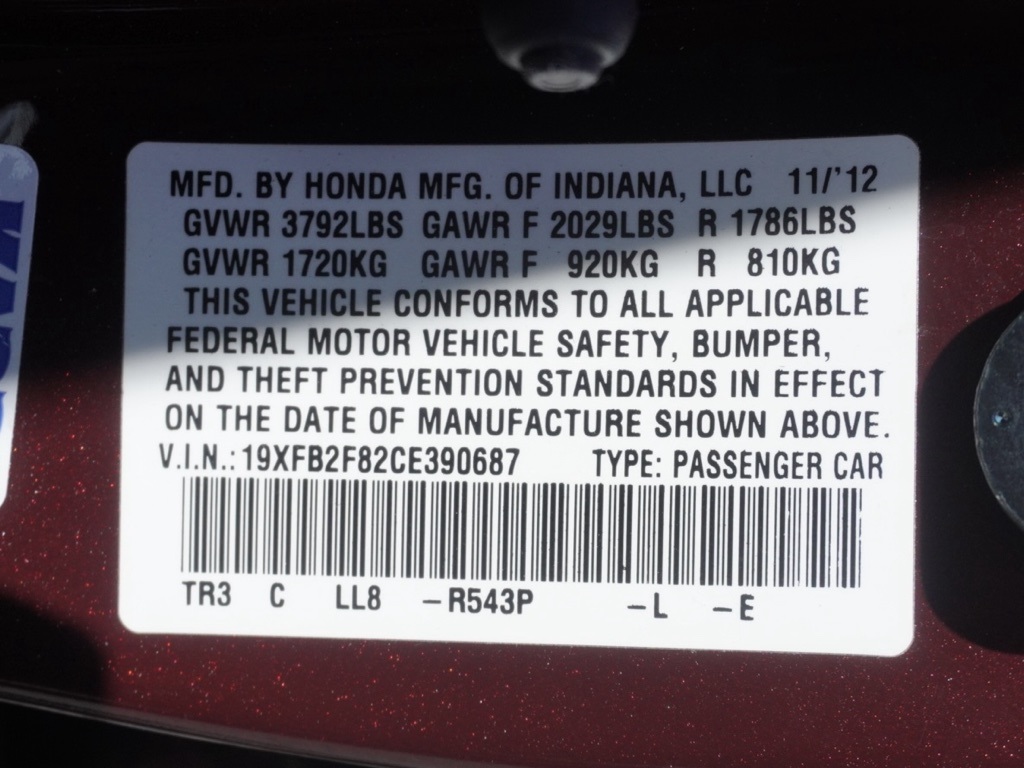 MFD. BY HONDA MFG. OF INDIANA, LLC 11/'12
GVWR 3792LBS GAWR F 2029LBS R 1786LBS
GVWR 1720KG GAWR F 920KG R 810KG
THIS VEHICLE CONFORMS TO ALL APPLICABLE
FEDERAL MOTOR VEHICLE SAFETY, BUMPER,
AND THEFT PREVENTION STANDARDS IN EFFECT
ON THE DATE OF MANUFACTURE SHOWN ABOVE.
V.I.N.: 19XFB2F82CE390687 TYPE: PASSENGER CAR
TR3 C LL8 -R543P -L -E